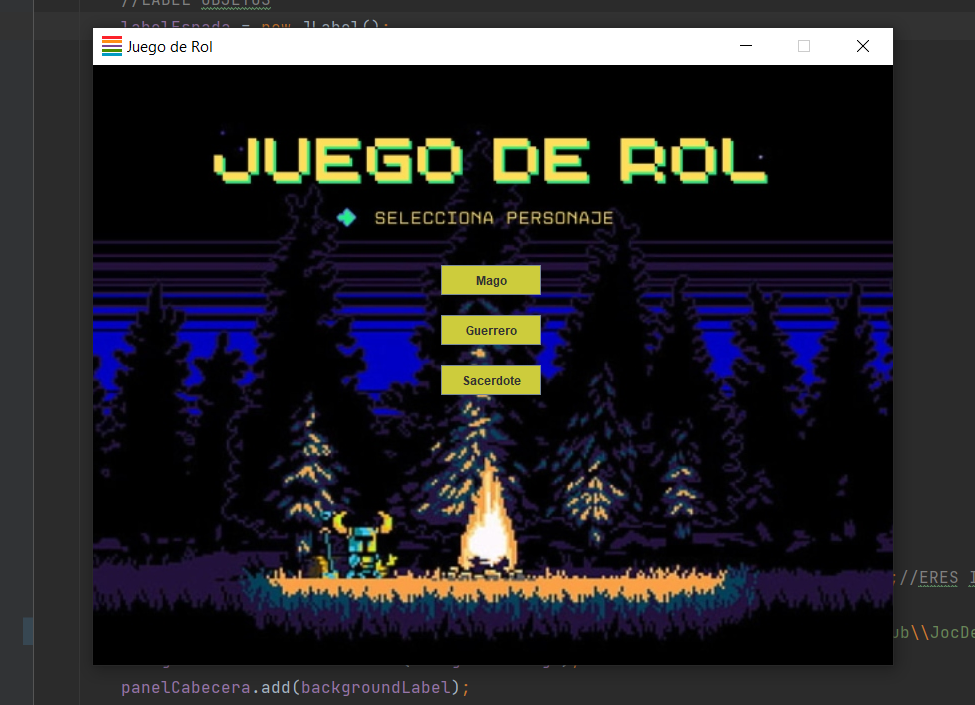 //LABEL OBJETOS
labelEspada = new JLabel();
Juego de Rol
JUEGO DE ROL
SELECCIONA PERSONAJE
Mago
Guerrero
Sacerdote
;//ERES I
ub\\JocDe
panelCabecera.add(backgroundLabel);